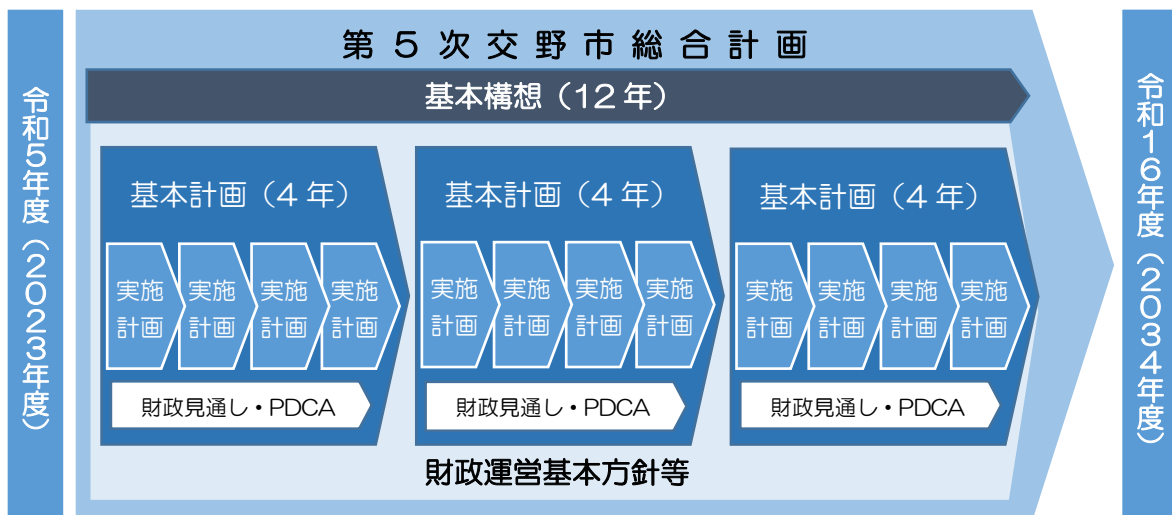 第５次交野市総合計画
令和５年度（２０２３年度）
基本構想（12年）
基本計画（4年）
実施
計画
実施
計画
実施
計画
実施
計画
財政見通し・PDCA
基本計画（4年）
実施
計画
実施
計画
実施
計画
実施
計画
財政見通し・PDCA
基本計画（4年）
実施
計画
実施
計画
実施
計画
実施
計画
財政見通し・PDCA
財政運営基本方針等
令和１６年度（２０３４年度）